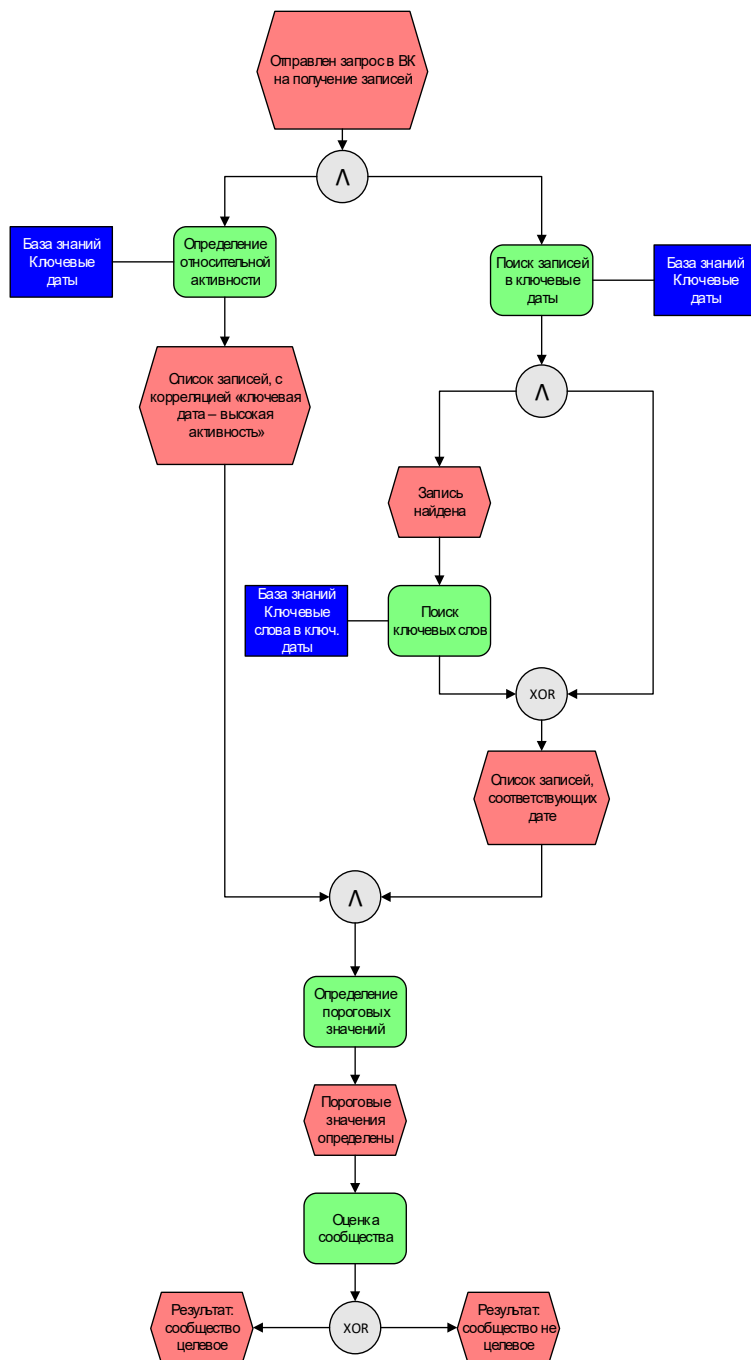 Отправлен запрос в ВК
на получение записей
Λ
База знаний
Ключевые
даты
Определение
относительной
активности
Поиск записей
в ключевые
даты
База знаний
Ключевые
даты
Список записей, с
корреляцией «ключевая
дата – высокая
активность»
Λ
Запись
найдена
База знаний
Ключевые
слова в ключ.
даты
Поиск
ключевых слов
XOR
Список записей,
соответствующих
дате
Λ
Определение
пороговых
значений
Пороговые
значения
определены
Оценка
сообщества
Результат:
сообщество
целевое
XOR
Результат:
сообщество не
целевое